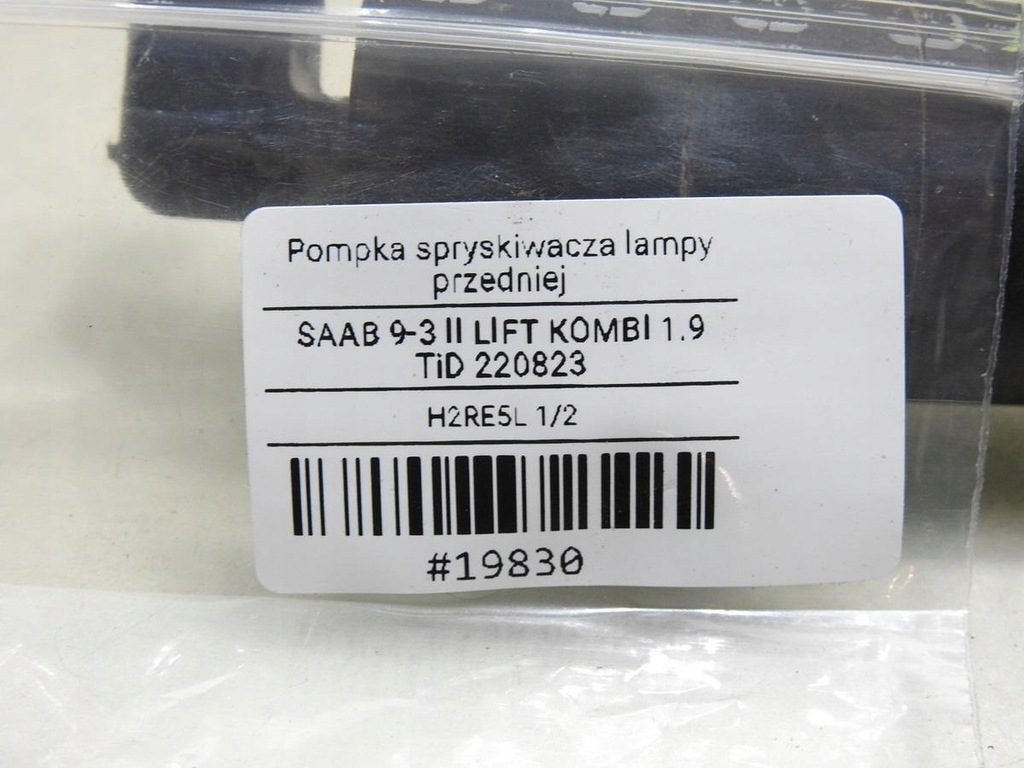 Pompka spryskiwacza lampy
przedniej
SAAB 9-3 II LIFT KOMBI 1.9
TiD 220823
H2RE5L 1/2
#19830